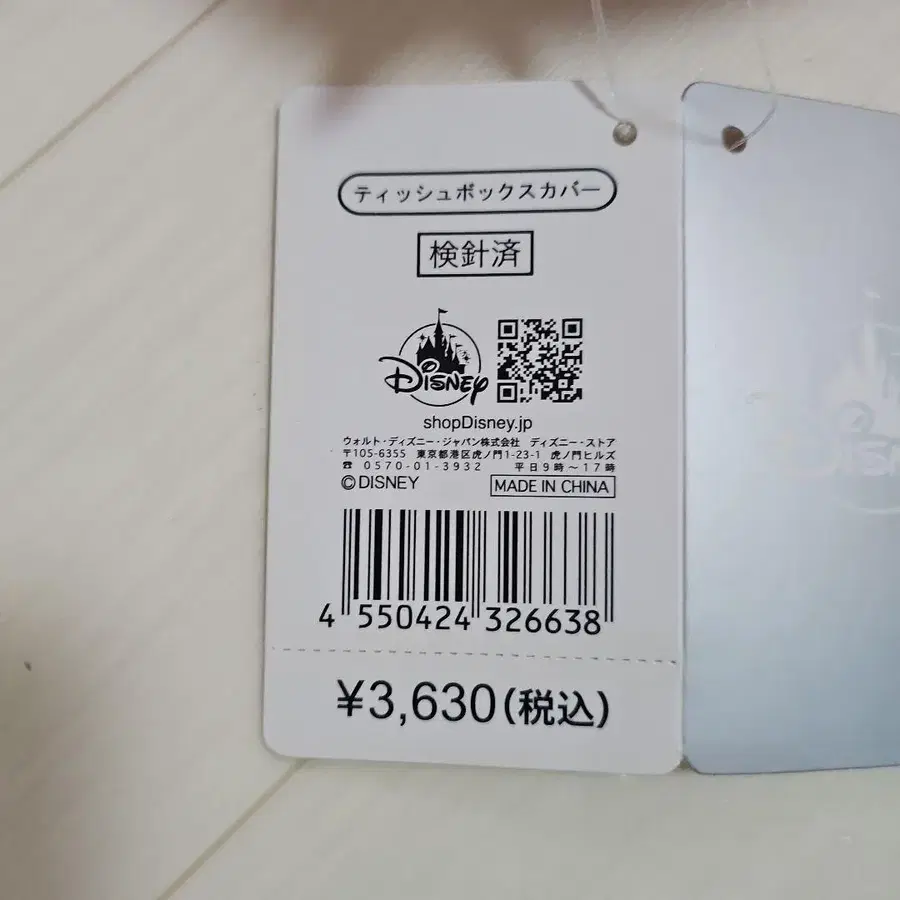 ティッシュボックスカバー
検針済
DISNEY
shopDisney.jp
ウォルト・ディズニー・ジャパン株式会社 ディズニー・ストア
〒105-6355 東京都港区虎ノ門1-23-1 虎ノ門ヒルズ
☎ 0570-01-3932 平日9時～17時
©DISNEY MADE IN CHINA
4 550424 326638
¥3,630(税込)